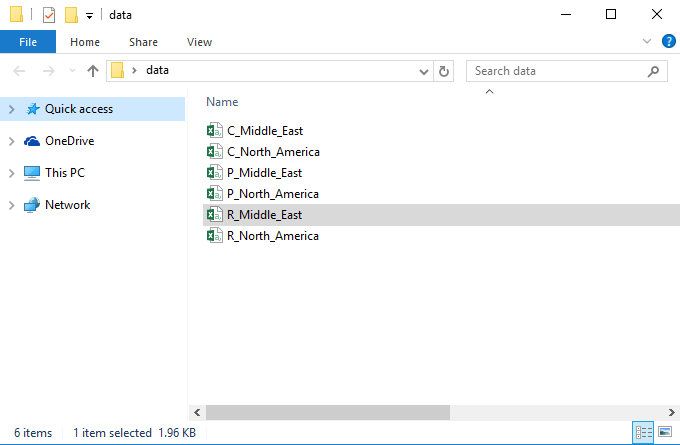 data
File Home Share View
data
Search data
Quick access
OneDrive
This PC
Network
Name
C_Middle_East
C_North_America
P_Middle_East
P_North_America
R_Middle_East
R_North_America
6 items 1 item selected 1.96 KB